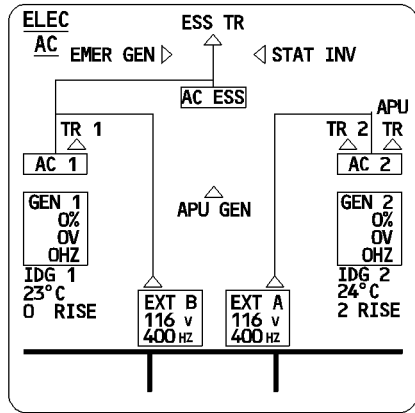 ELEC
AC
ESS TR
EMER GEN
STAT INV
AC ESS
APU
TR 1
TR 2
TR
AC 1
AC 2
GEN 1
0%
0V
0HZ
APU GEN
GEN 2
0%
0V
0HZ
IDG 1
23°C
0 RISE
EXT B
116 V
400 HZ
EXT A
116 V
400 HZ
IDG 2
24°C
2 RISE